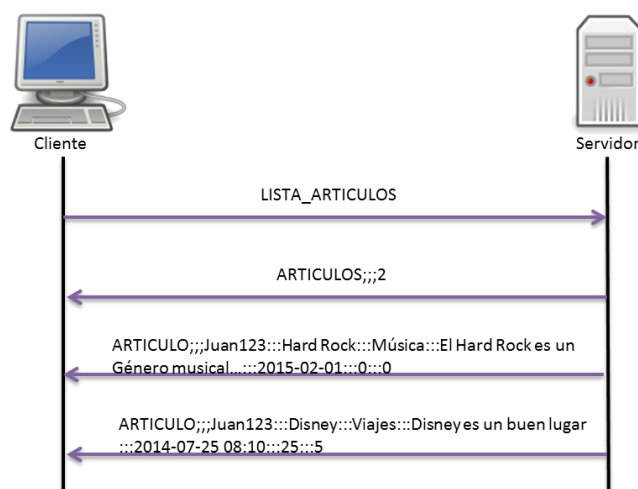 Cliente
Servidor
LISTA_ARTICULOS
ARTICULOS;;;2
ARTICULO;;;Juan123:::Hard Rock:::Música:::El Hard Rock es un
Género musical...:::2015-02-01:::0:::0
ARTICULO;;;Juan123:::Disney:::Viajes:::Disney es un buen lugar
:::2014-07-25 08:10:::25:::5